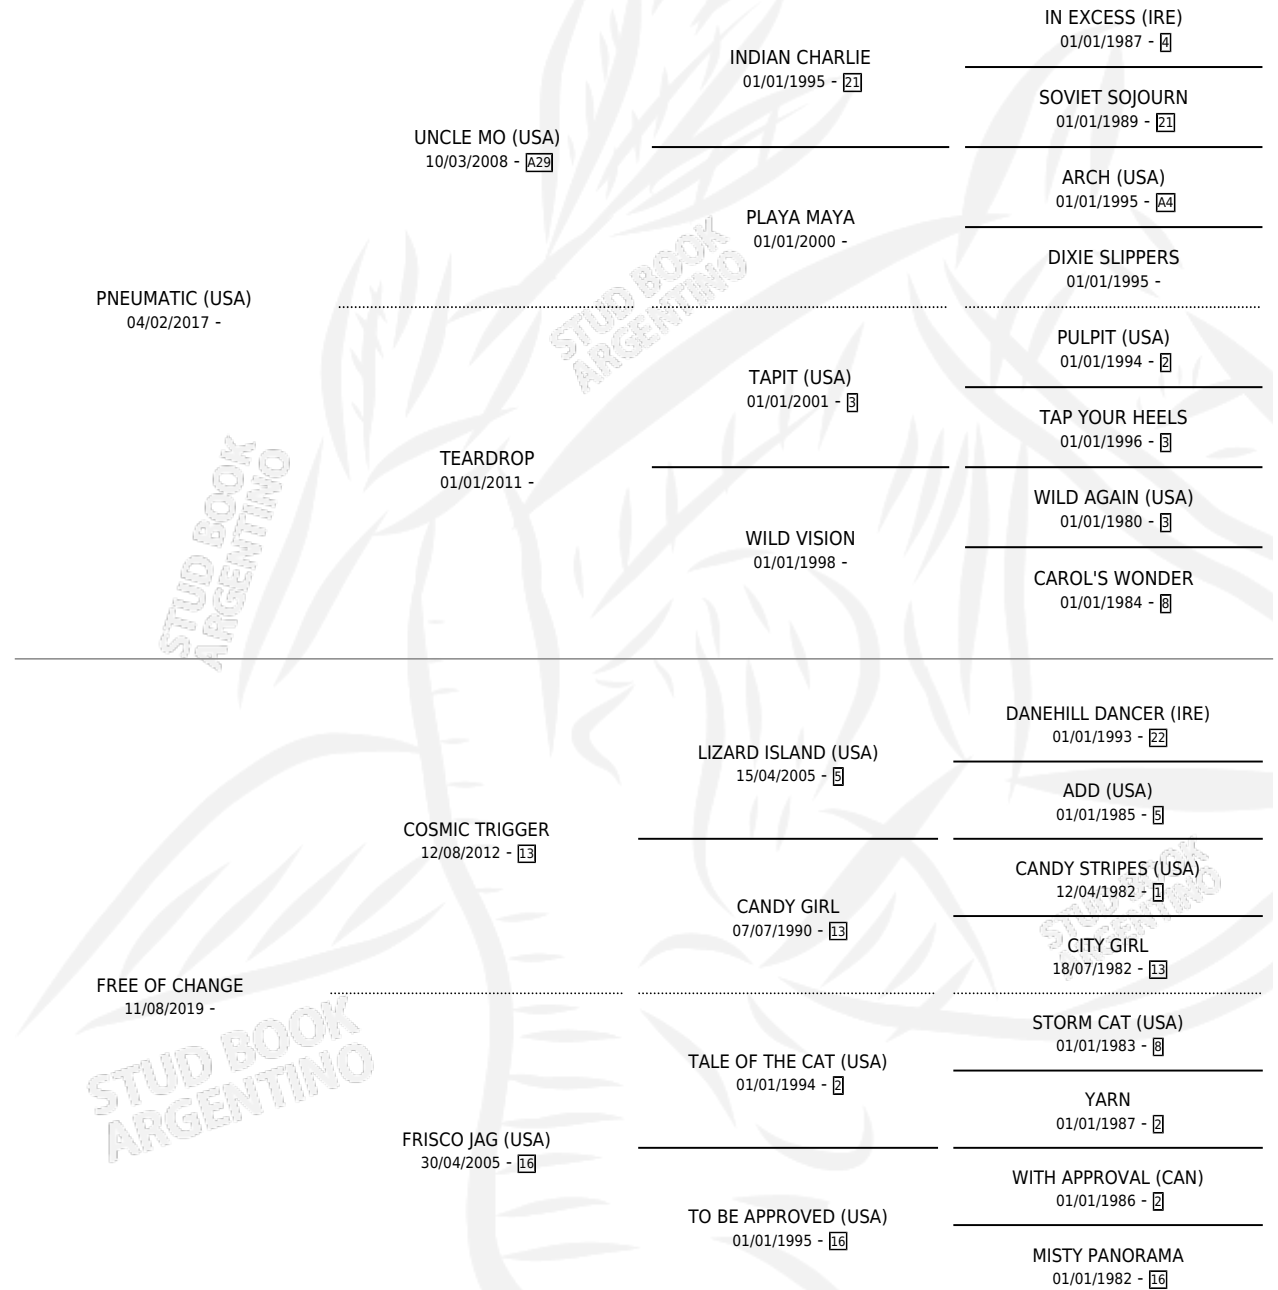 IN EXCESS (IRE)
01/01/1987 - 4
INDIAN CHARLIE
01/01/1995 - 21
SOVIET SOJOURN
01/01/1989 - 21
UNCLE MO (USA)
10/03/2008 - A29
ARCH (USA)
01/01/1995 - A4
PLAYA MAYA
01/01/2000 -
DIXIE SLIPPERS
01/01/1995 -
PNEUMATIC (USA)
04/02/2017 -
PULPIT (USA)
01/01/1994 - 2
TAPIT (USA)
01/01/2001 - 3
TAP YOUR HEELS
01/01/1996 - 3
TEARDROP
01/01/2011 -
WILD AGAIN (USA)
01/01/1980 - 3
WILD VISION
01/01/1998 -
CAROL'S WONDER
01/01/1984 - 8
DANEHILL DANCER (IRE)
01/01/1993 - 22
LIZARD ISLAND (USA)
15/04/2005 - 5
ADD (USA)
01/01/1985 - 5
COSMIC TRIGGER
12/08/2012 - 13
CANDY STRIPES (USA)
12/04/1982 - 1
CANDY GIRL
07/07/1990 - 13
CITY GIRL
18/07/1982 - 13
FREE OF CHANGE
11/08/2019 -
STORM CAT (USA)
01/01/1983 - 8
TALE OF THE CAT (USA)
01/01/1994 - 2
YARN
01/01/1987 - 2
FRISCO JAG (USA)
30/04/2005 - 16
WITH APPROVAL (CAN)
01/01/1986 - 2
TO BE APPROVED (USA)
01/01/1995 - 16
MISTY PANORAMA
01/01/1982 - 16
STUD BOOK
ARGENTINO
STUD BOOK
ARGENTINO
STUD BOOK
ARGENTINO
STUD BOOK
ARGENTINO